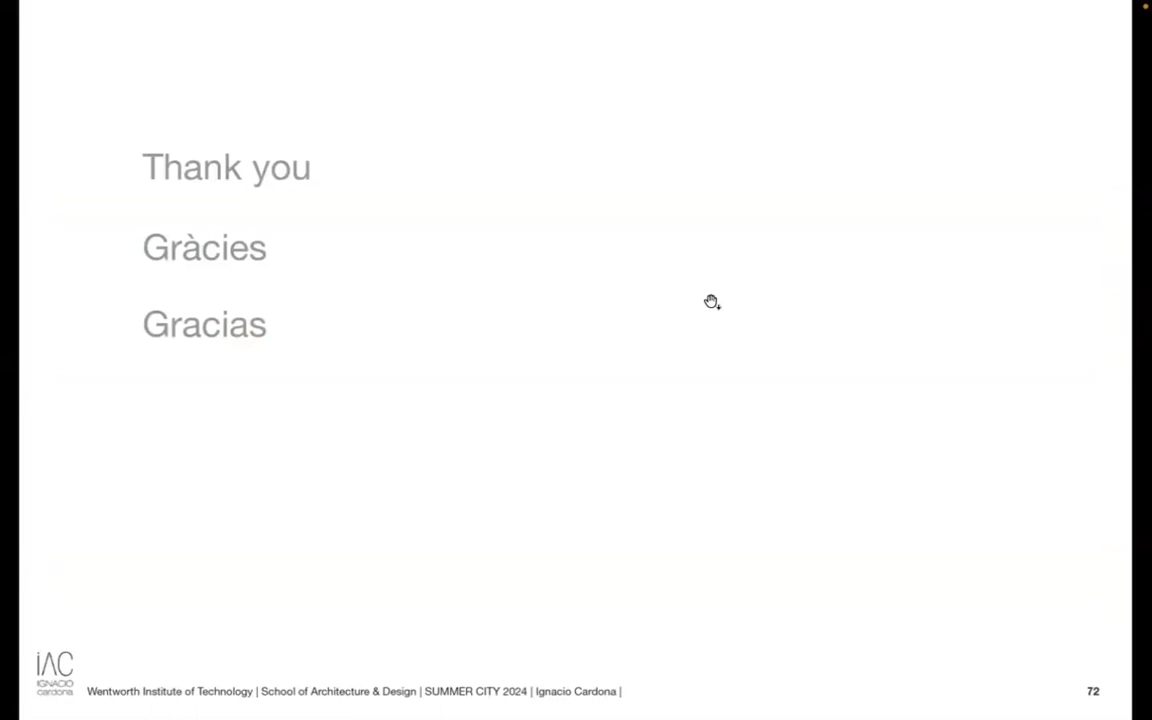 Thank you
Gràcies
Gracias
iAC
IGNACIO
cardona
Wentworth Institute of Technology | School of Architecture & Design | SUMMER CITY 2024 | Ignacio Cardona |
72